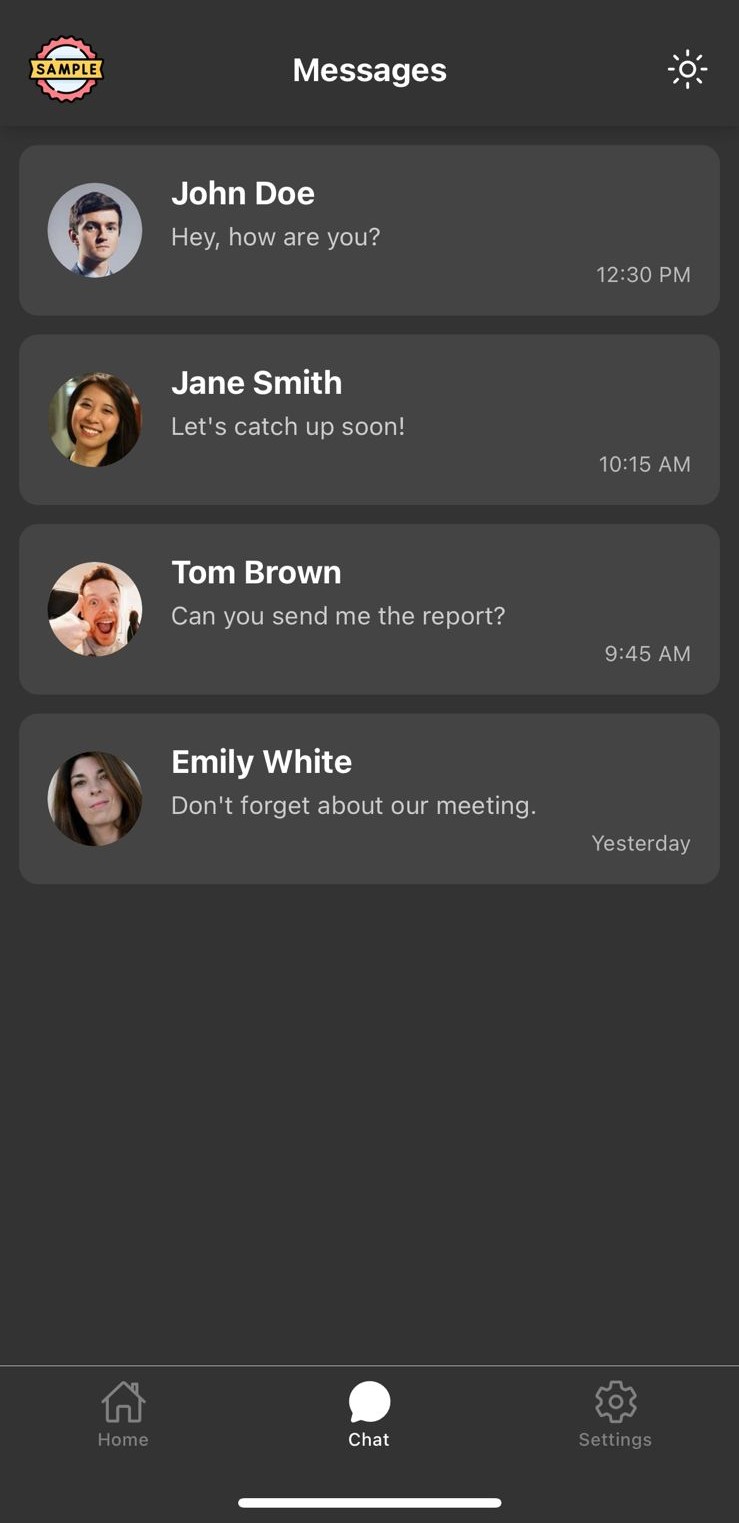 SAMPLE
Messages
John Doe
Hey, how are you?
12:30 PM
Jane Smith
Let's catch up soon!
10:15 AM
Tom Brown
Can you send me the report?
9:45 AM
Emily White
Don't forget about our meeting.
Yesterday
Home
Chat
Settings